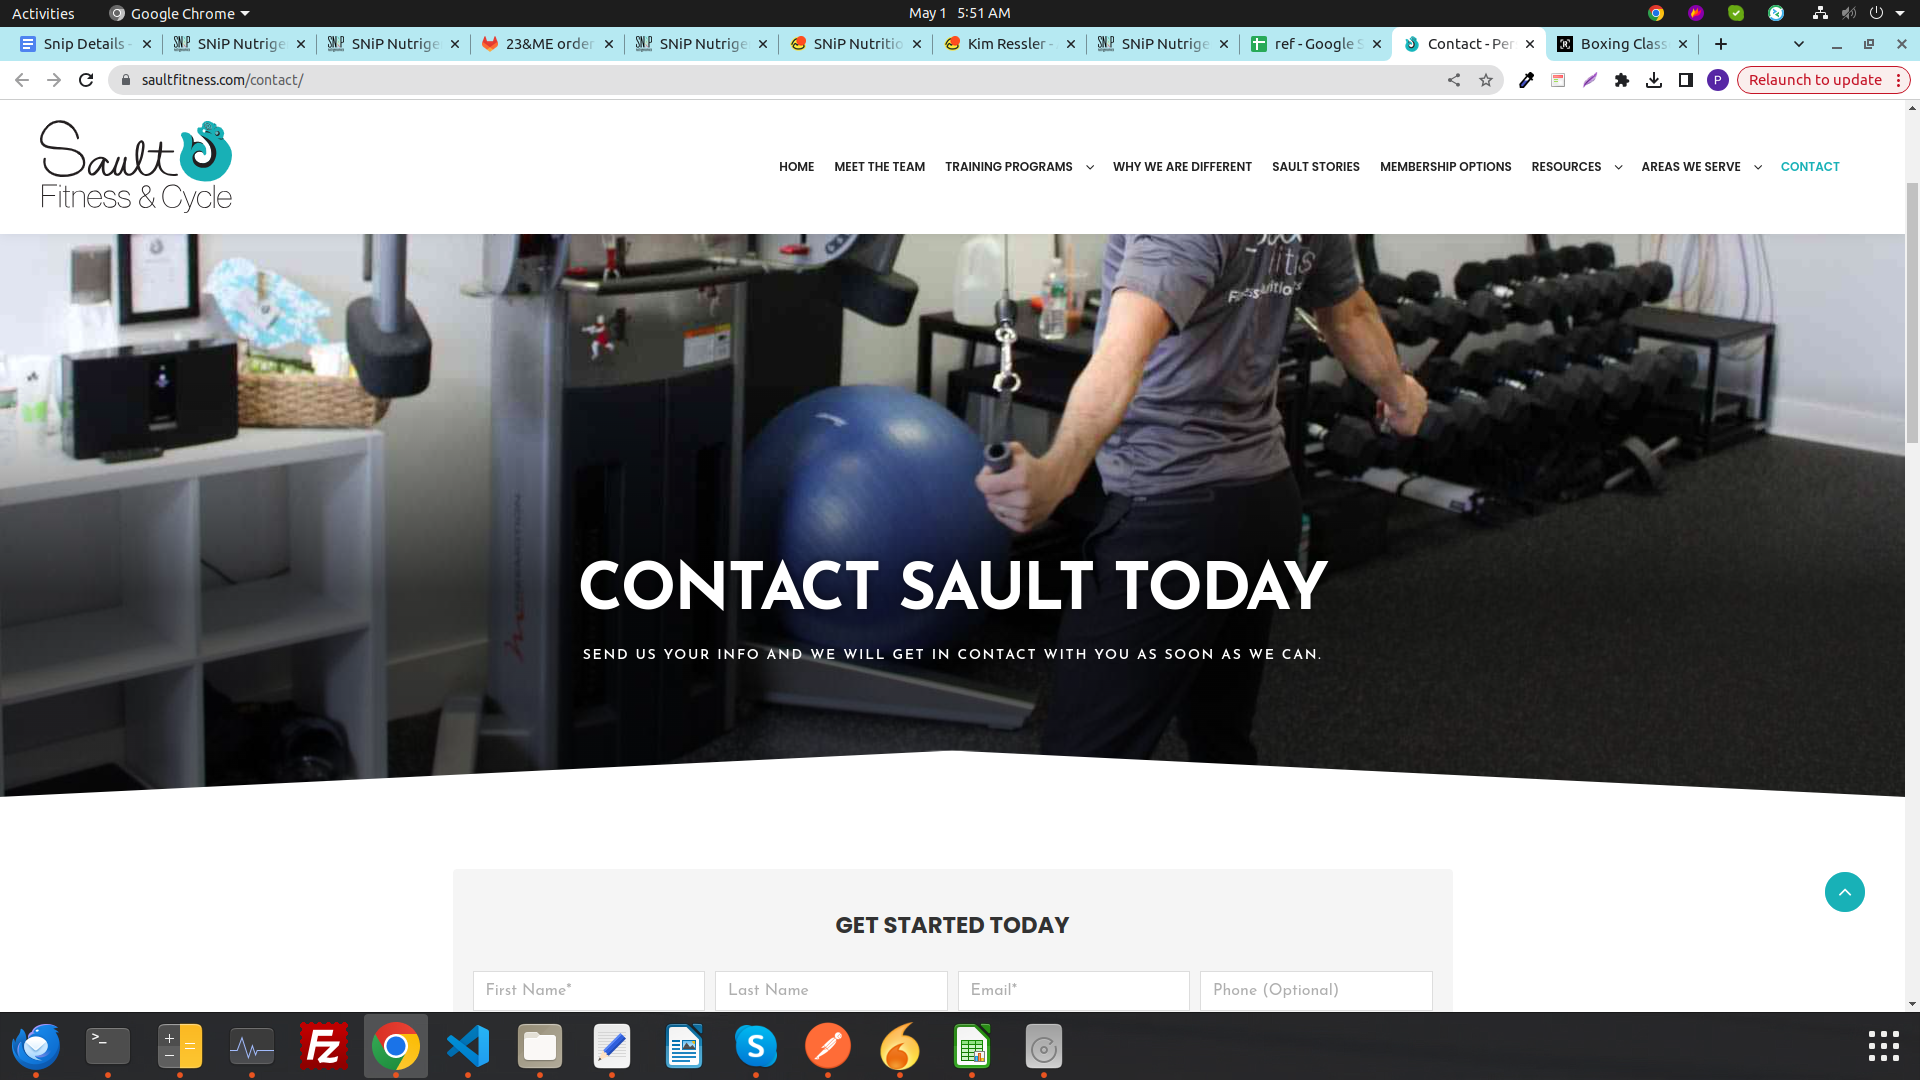 Activities Google Chrome May 1 5:51 AM
Snip Details - SNiP Nutrige SNiP Nutrige 23&ME order SNiP Nutrige SNiP Nutritio Kim Ressler - SNiP Nutrige ref - Google S Contact - Per Boxing Class
saultfitness.com/contact/ P Relaunch to update
Sault
Fitness & Cycle
HOME MEET THE TEAM TRAINING PROGRAMS WHY WE ARE DIFFERENT SAULT STORIES MEMBERSHIP OPTIONS RESOURCES AREAS WE SERVE CONTACT
CONTACT SAULT TODAY
SEND US YOUR INFO AND WE WILL GET IN CONTACT WITH YOU AS SOON AS WE CAN.
GET STARTED TODAY
First Name* Last Name Email* Phone (Optional)